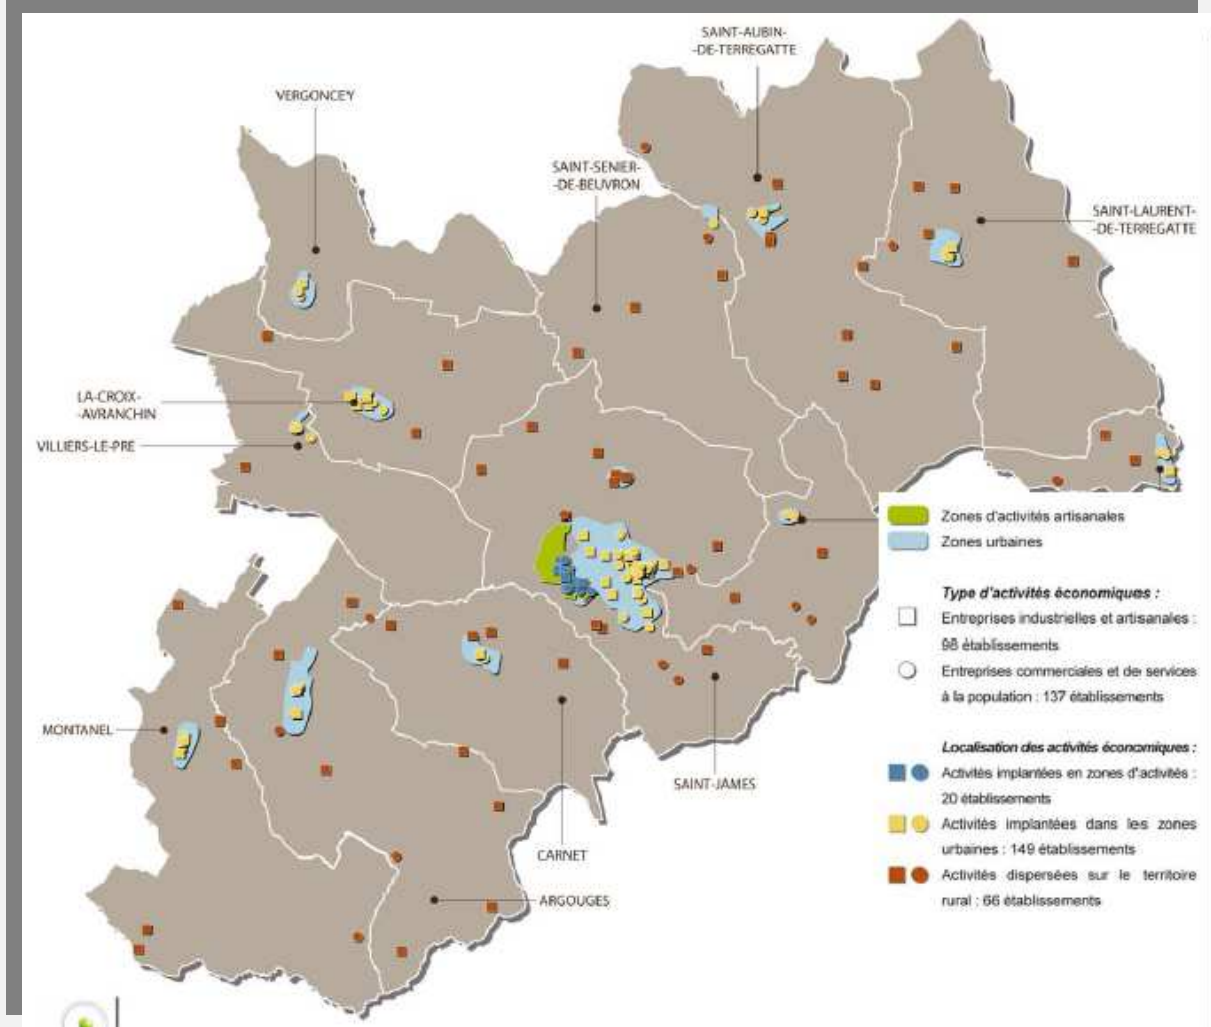 SAINT-AUBIN-
-DE-TERREGATTE
VERGONCEY
SAINT-SENIER-
-DE-BEUVRON
SAINT-LAURENT-
-DE-TERREGATTE
LA-CROIX-
-AVRANCHIN
VILLIERS-LE-PRE
MONTANEL
SAINT-JAMES
CARNET
ARGOUGES
Zones d'activités artisanales
Zones urbaines
Type d'activités économiques :
Entreprises industrielles et artisanales :
98 établissements
Entreprises commerciales et de services
à la population : 137 établissements
Localisation des activités économiques :
Activités implantées en zones d'activités :
20 établissements
Activités implantées dans les zones
urbaines : 149 établissements
Activités dispersées sur le territoire
rural : 66 établissements